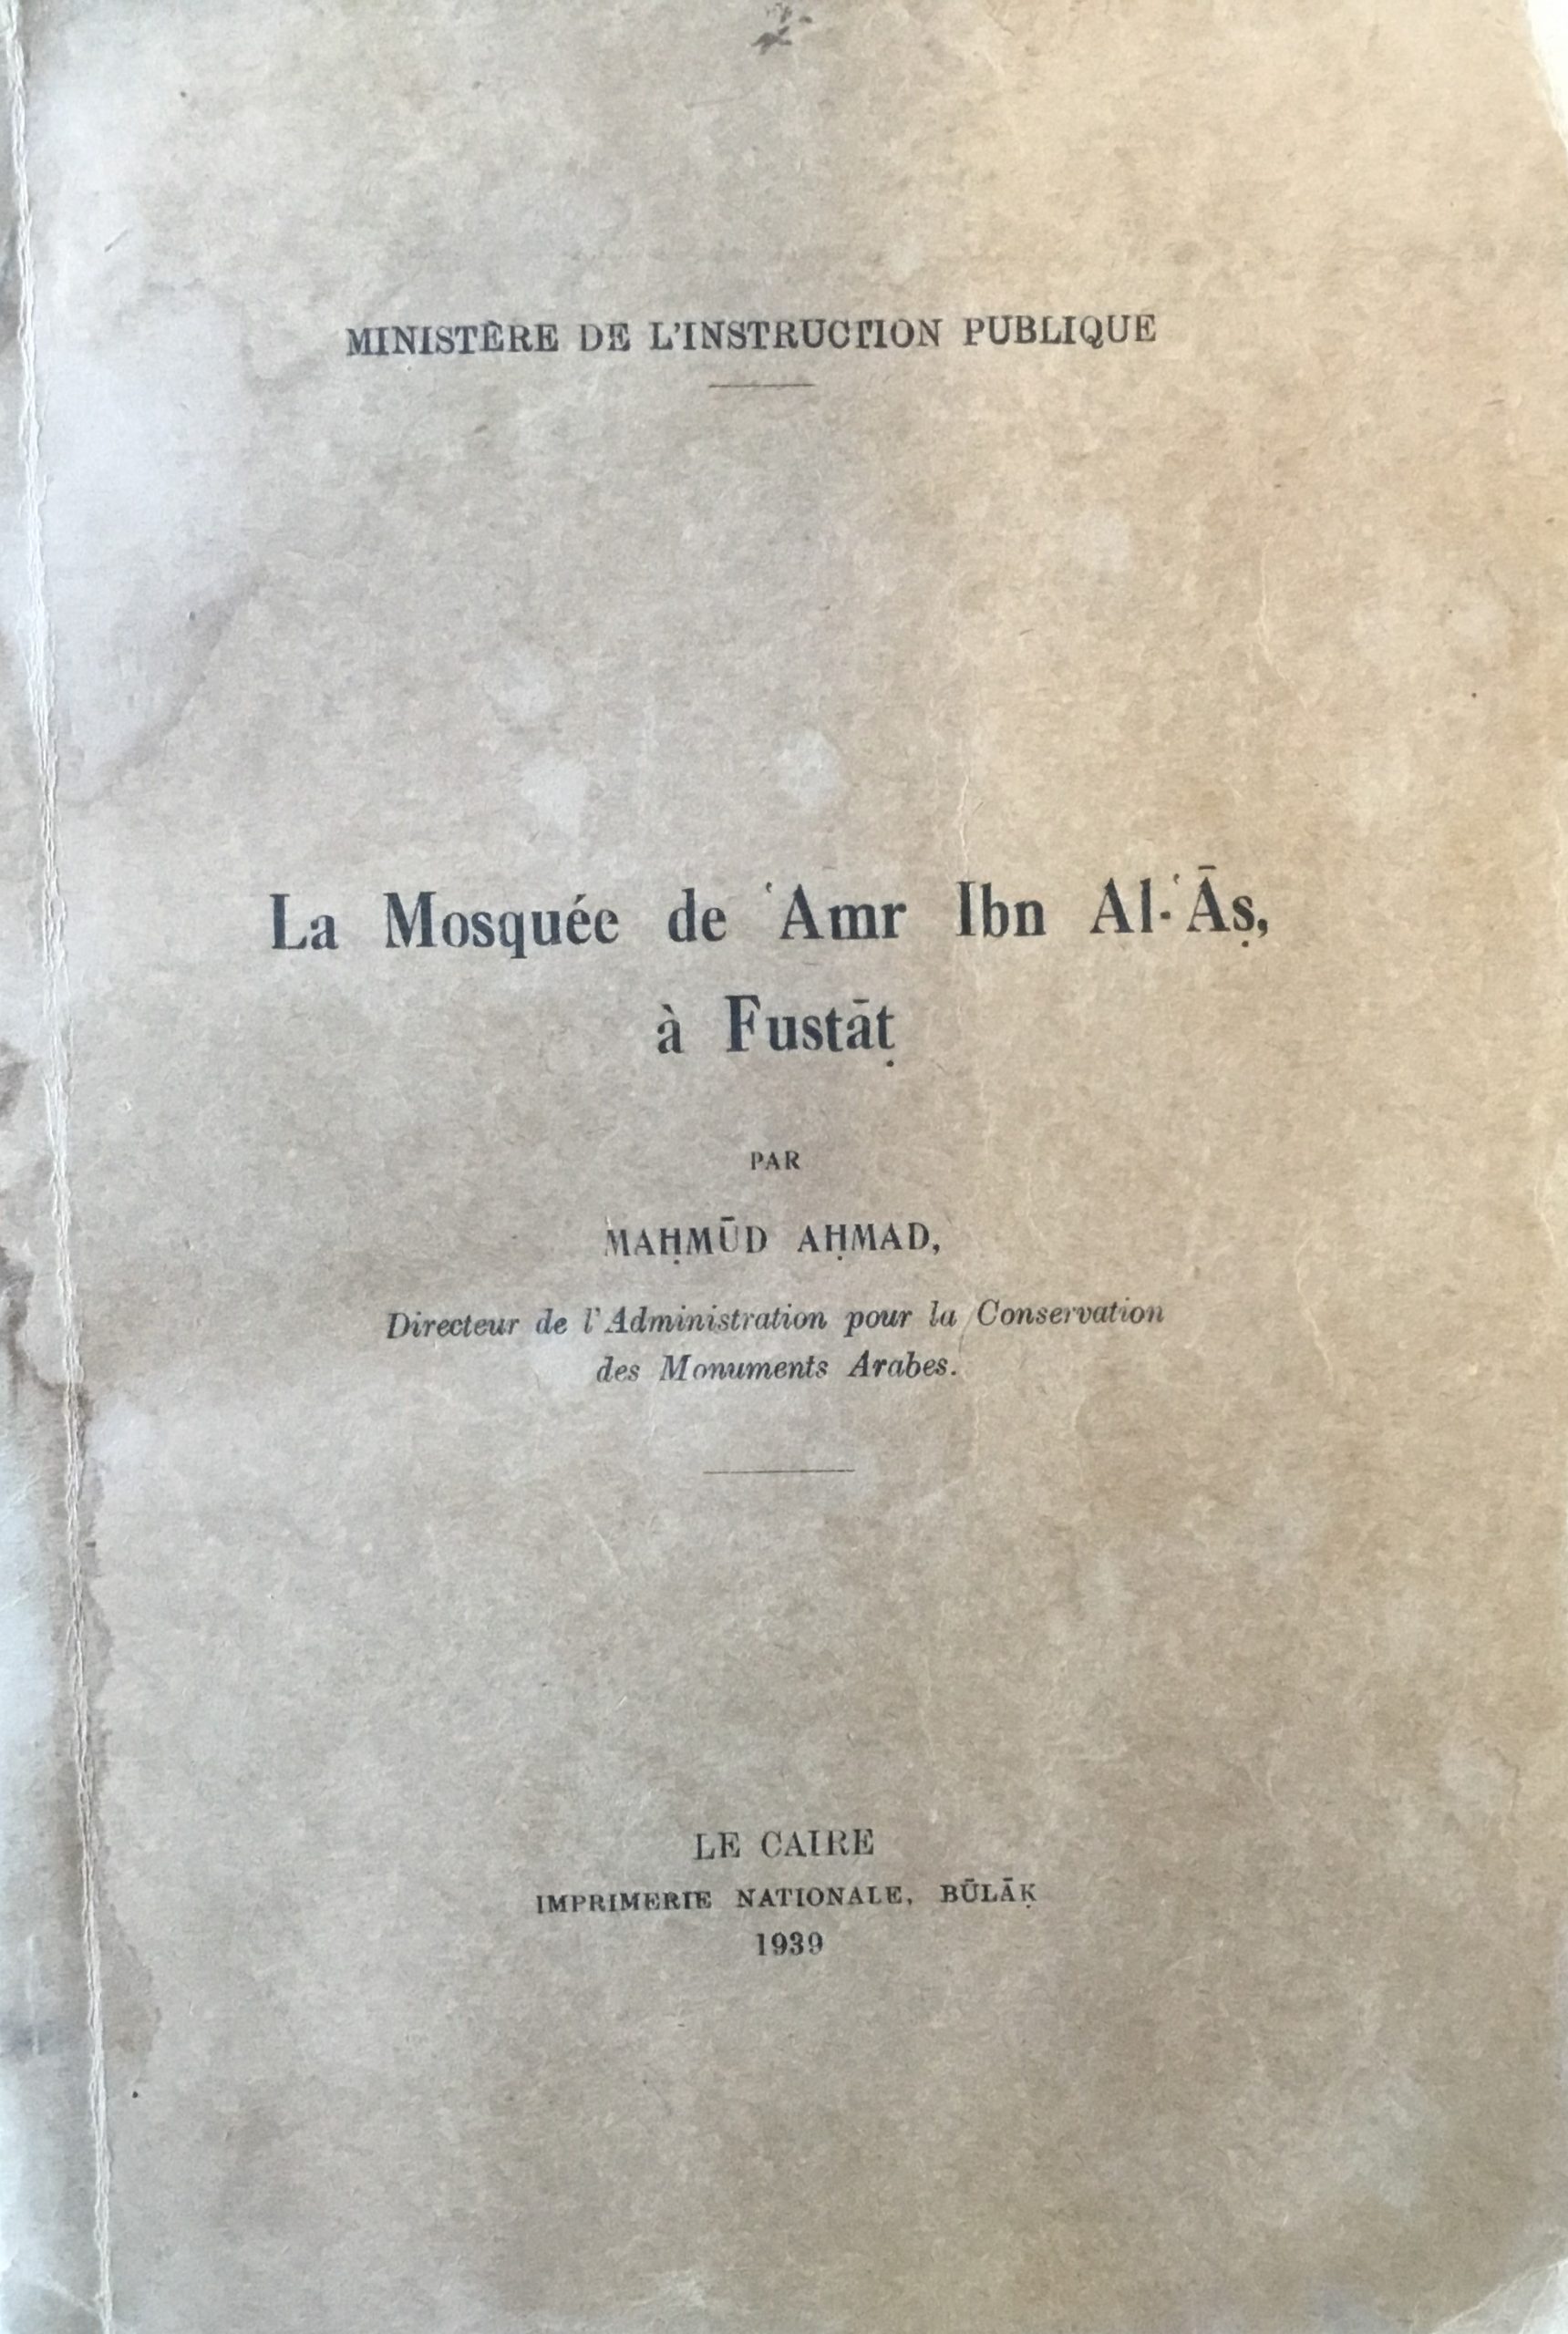 MINISTÈRE DE L'INSTRUCTION PUBLIQUE
La Mosquée de ʿAmr Ibn Al-ʿĀṣ,
à Fustāṭ
PAR
MAḤMŪD AḤMAD,
Directeur de l'Administration pour la Conservation
des Monuments Arabes.
LE CAIRE
IMPRIMERIE NATIONALE, BŪLĀḲ
1939